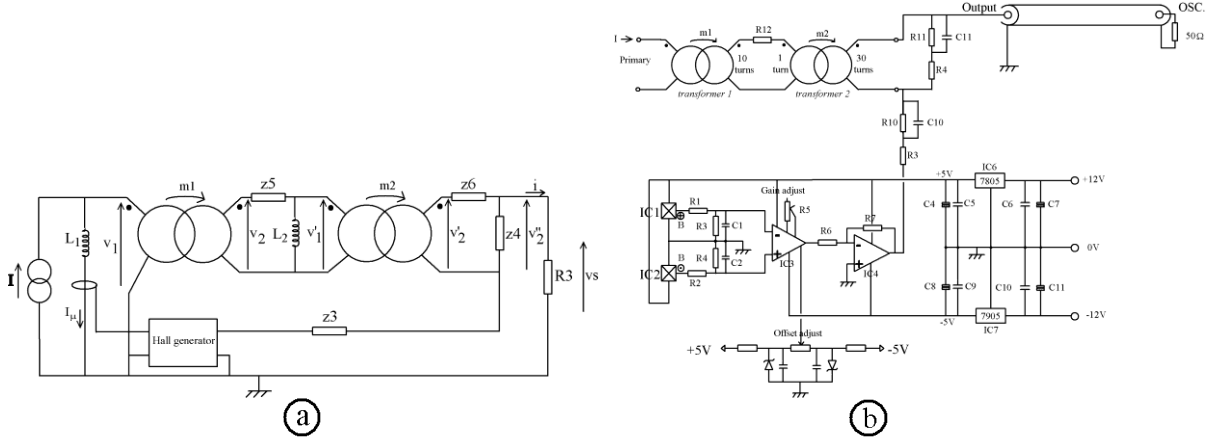 z5
z6
i
m1
m2
L1
v1
v2
L2
v'1
v'2
z4
v''2
R3
vs
I
Iμ
Hall generator
z3
a
Output
OSC.
50Ω
I
Primary
m1
R12
m2
10
turns
1
turn
30
turns
transformer 1
transformer 2
R11
C11
R4
R10
C10
R3
+5V
IC6
7805
+12V
Gain adjust
R5
IC1
B
R1
R3
C1
R4
C2
IC2
B
R2
IC3
R6
R7
IC4
C4
C5
C6
C7
0V
C8
C9
C10
C11
-5V
7905
IC7
-12V
Offset adjust
+5V
-5V
b